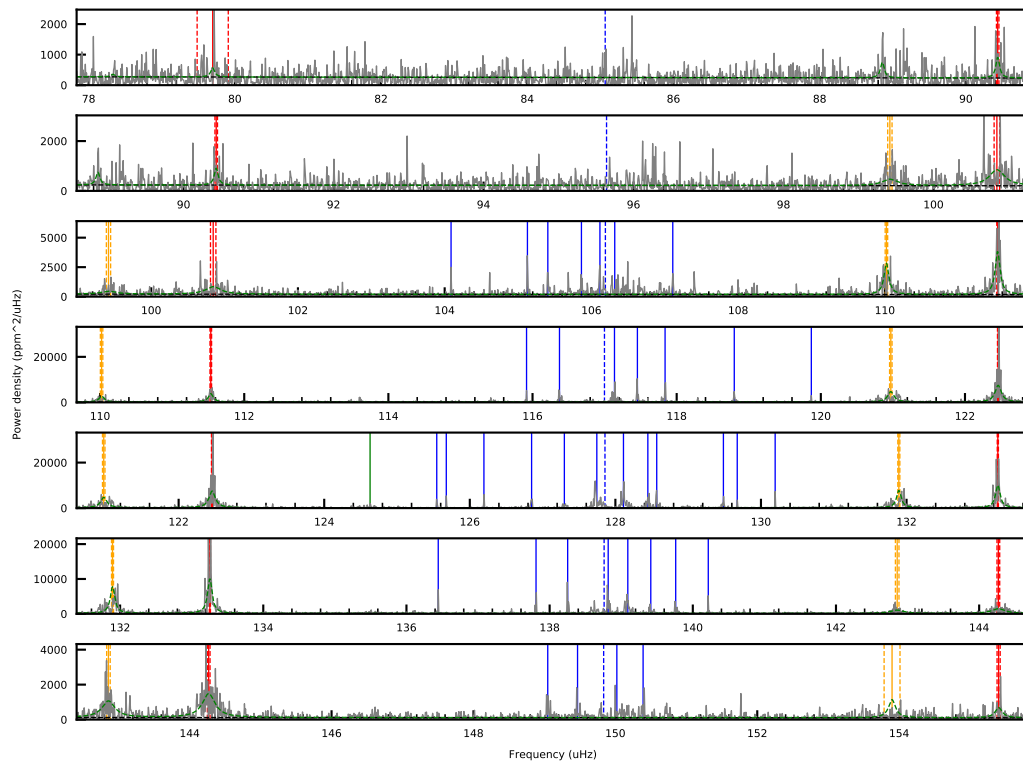 2000
1000
0
78 80 82 84 86 88 90
2000
0
90 92 94 96 98 100
5000
2500
0
100 102 104 106 108 110
Power density (ppm^2/uHz)
20000
0
110 112 114 116 118 120 122
20000
0
122 124 126 128 130 132
20000
10000
0
132 134 136 138 140 142 144
4000
2000
0
144 146 148 150 152 154
Frequency (uHz)